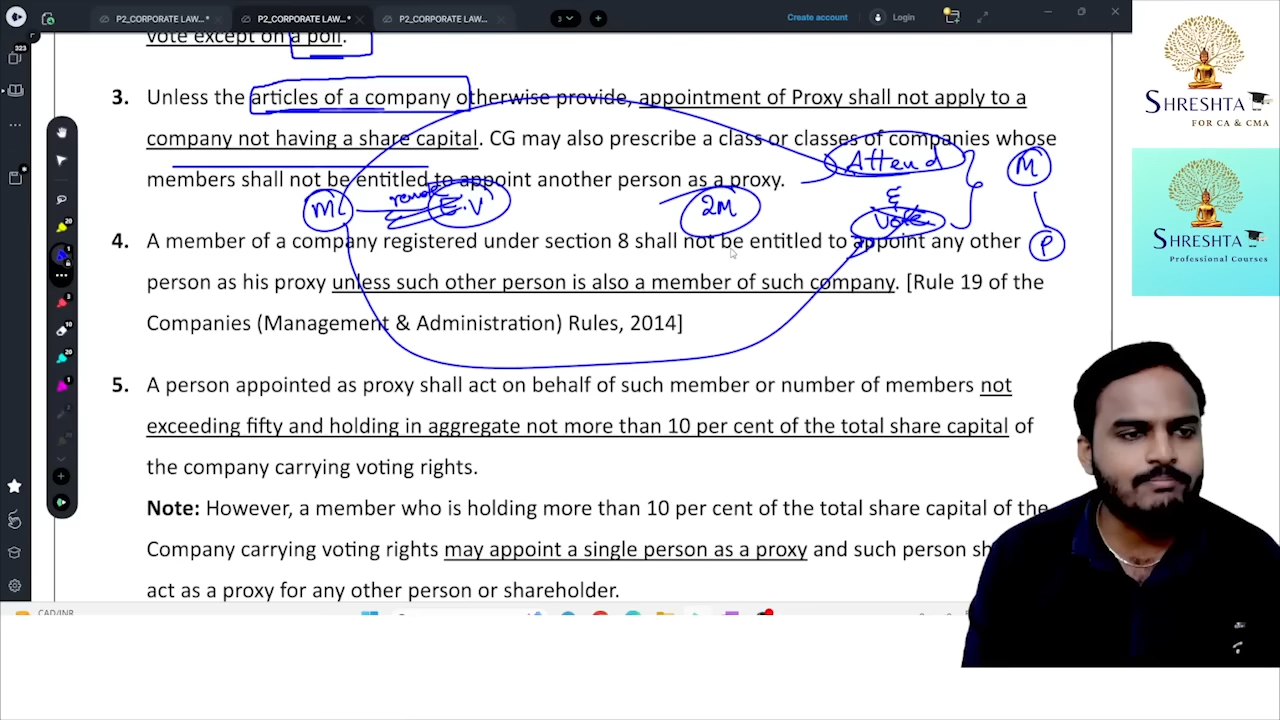 P2_CORPORATE LAW...*
P2_CORPORATE LAW...*
P2_CORPORATE LAW...
3
Create account
Login
323
vote except on a poll.
3. Unless the articles of a company otherwise provide, appointment of Proxy shall not apply to a
company not having a share capital. CG may also prescribe a class or classes of companies whose
members shall not be entitled to appoint another person as a proxy.
Attend
&
Vote
M
P
M
remote
E.V
2M
4. A member of a company registered under section 8 shall not be entitled to appoint any other
person as his proxy unless such other person is also a member of such company. [Rule 19 of the
Companies (Management & Administration) Rules, 2014]
5. A person appointed as proxy shall act on behalf of such member or number of members not
exceeding fifty and holding in aggregate not more than 10 per cent of the total share capital of
the company carrying voting rights.
Note: However, a member who is holding more than 10 per cent of the total share capital of the
Company carrying voting rights may appoint a single person as a proxy and such person sh
act as a proxy for any other person or shareholder.
CAD/INR
SHRESHTA
FOR CA & CMA
SHRESHTA
Professional Courses